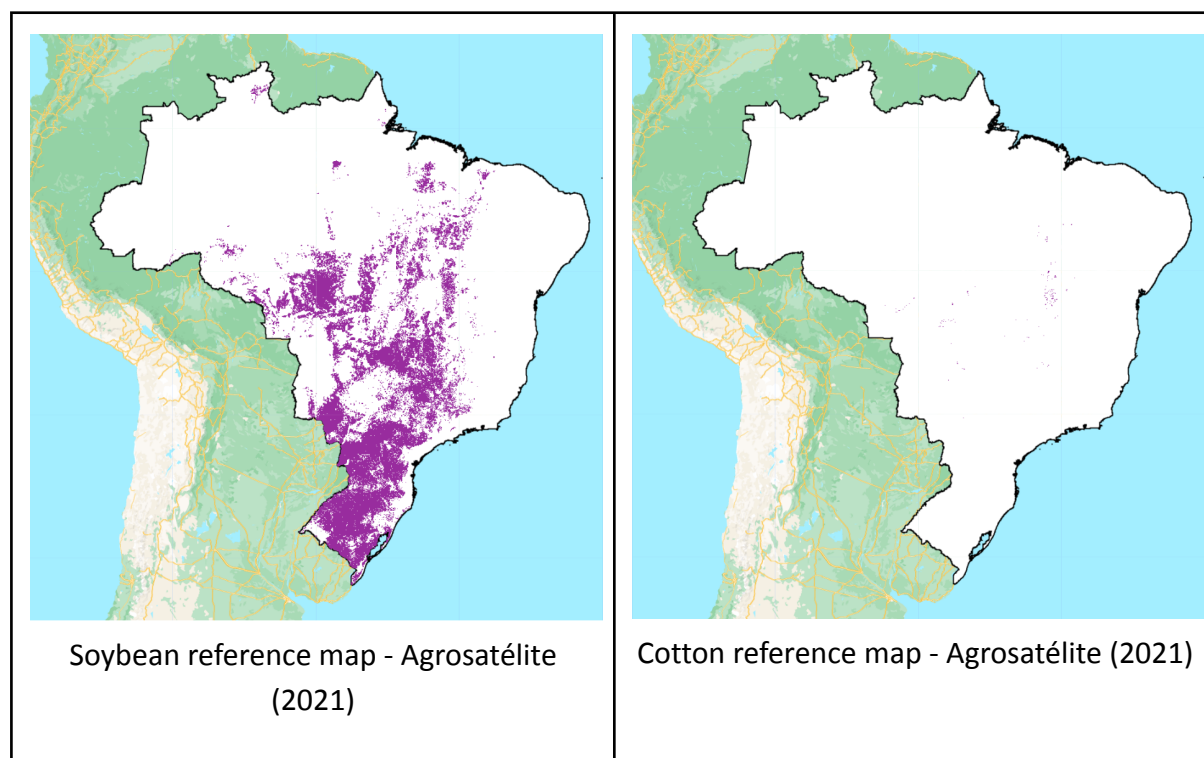 Soybean reference map - Agrosatélite
(2021)
Cotton reference map - Agrosatélite (2021)